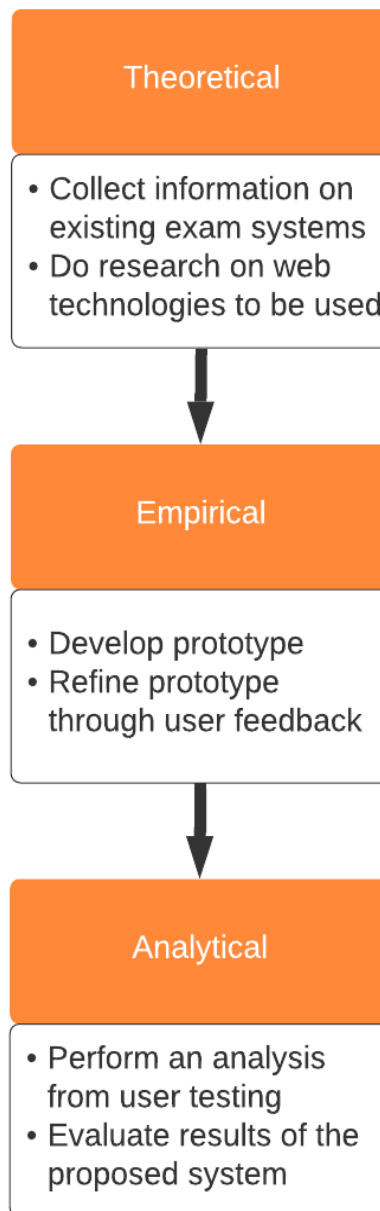 Theoretical
• Collect information on
existing exam systems
• Do research on web
technologies to be used
Empirical
• Develop prototype
• Refine prototype
through user feedback
Analytical
• Perform an analysis
from user testing
• Evaluate results of the
proposed system